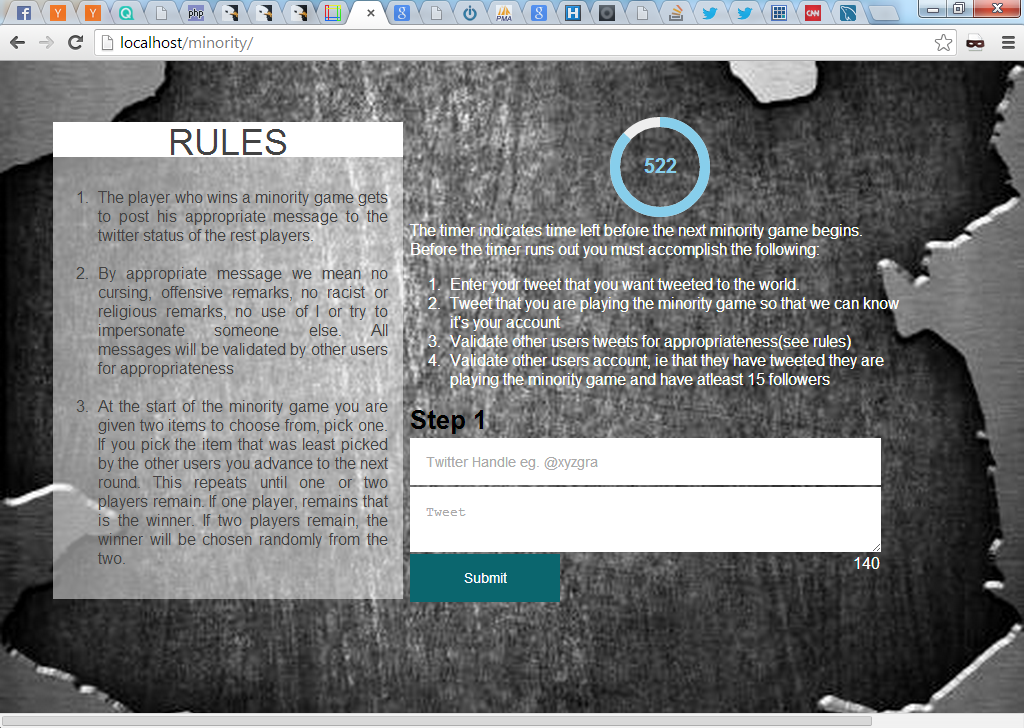 php
8
PMA
8
H
CNN
localhost/minority/
RULES
1. The player who wins a minority game gets
to post his appropriate message to the
twitter status of the rest players.
2. By appropriate message we mean no
cursing, offensive remarks, no racist or
religious remarks, no use of I or try to
impersonate someone else. All
messages will be validated by other users
for appropriateness
3. At the start of the minority game you are
given two items to choose from, pick one.
If you pick the item that was least picked
by the other users you advance to the next
round. This repeats until one or two
players remain. If one player, remains that
is the winner. If two players remain, the
winner will be chosen randomly from the
two.
522
The timer indicates time left before the next minority game begins.
Before the timer runs out you must accomplish the following:
1. Enter your tweet that you want tweeted to the world.
2. Tweet that you are playing the minority game so that we can know
it's your account
3. Validate other users tweets for appropriateness(see rules)
4. Validate other users account, ie that they have tweeted they are
playing the minority game and have atleast 15 followers
Step 1
Twitter Handle eg. @xyzgra
Tweet
140
Submit